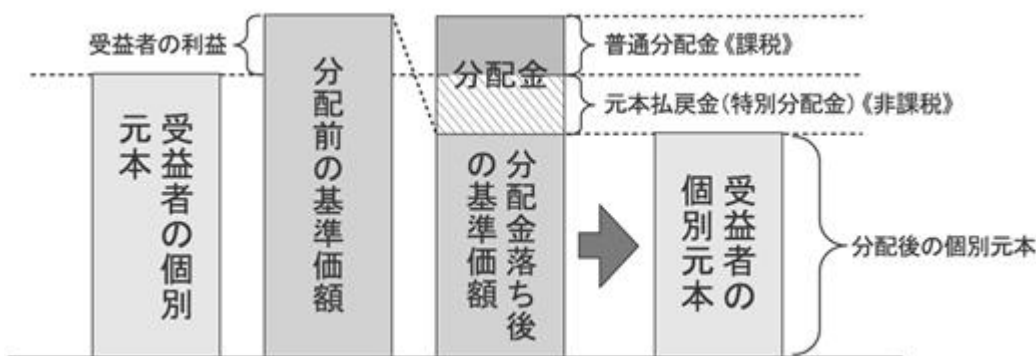 受益者の利益
受益者の個別
元本
分配前の基準価額
分配金
分配金落ち後
の基準価額
普通分配金《課税》
元本払戻金(特別分配金)《非課税》
受益者の
個別元本
分配後の個別元本